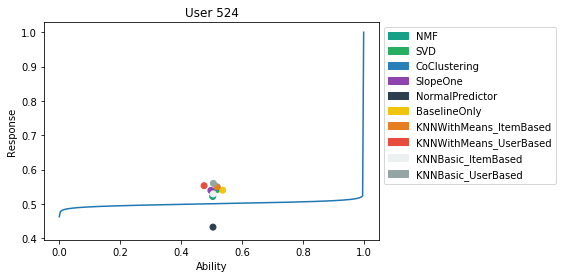 User 524
1.0
0.9
0.8
0.7
0.6
0.5
0.4
Response
0.0
0.2
0.4
0.6
0.8
1.0
Ability
NMF
SVD
CoClustering
SlopeOne
NormalPredictor
BaselineOnly
KNNWithMeans_ItemBased
KNNWithMeans_UserBased
KNNBasic_ItemBased
KNNBasic_UserBased